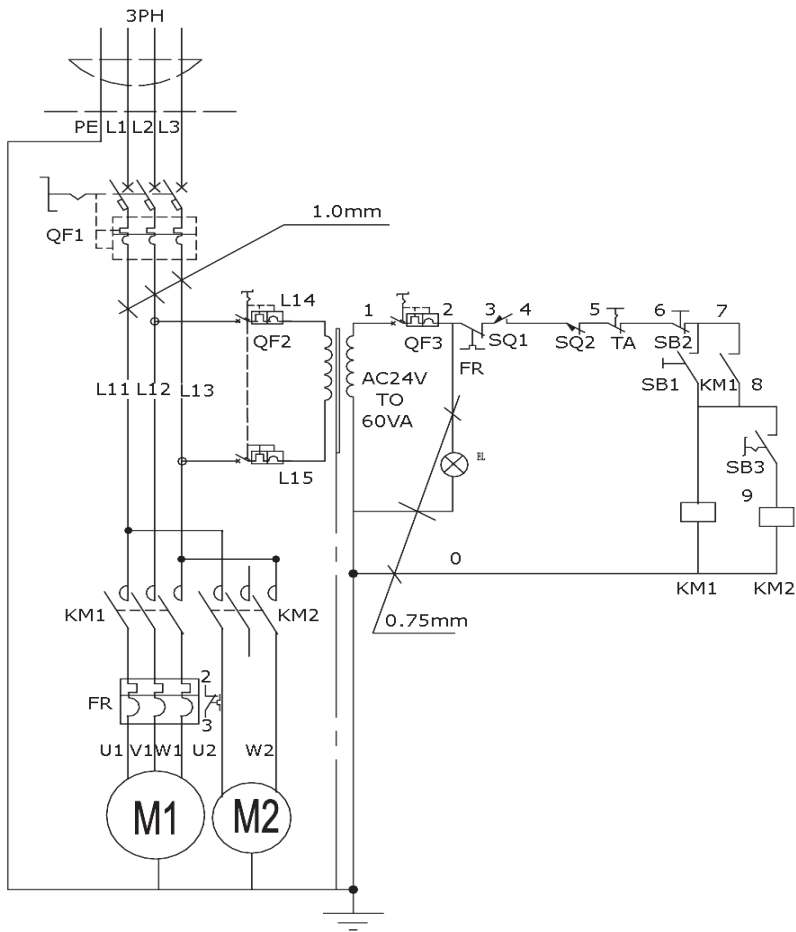 3PH
PE L1 L2 L3
1.0mm
QF1
L14
1
2
3
4
5
6
7
QF2
QF3
SQ1
SQ2
TA
SB2
FR
L11 L12 L13
AC24V
TO
60VA
SB1
KM1
8
EL
SB3
L15
9
0
KM1
KM2
KM1
KM2
0.75mm
2
FR
3
U1 V1 W1 U2 W2
M1
M2